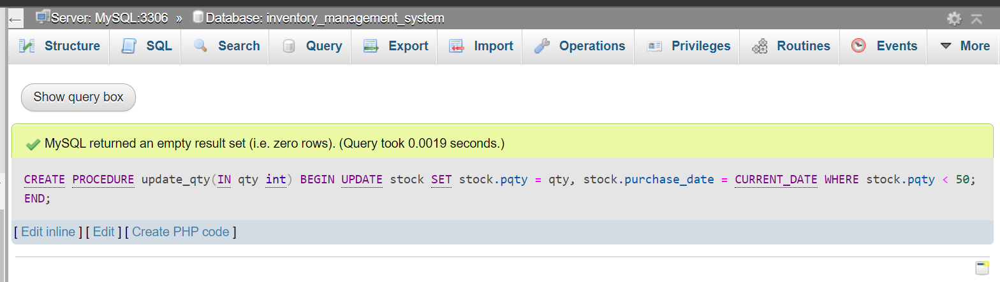 ← Server: MySQL:3306 » Database: inventory_management_system
Structure SQL Search Query Export Import Operations Privileges Routines Events More
Show query box
MySQL returned an empty result set (i.e. zero rows). (Query took 0.0019 seconds.)
CREATE PROCEDURE update_qty(IN qty int) BEGIN UPDATE stock SET stock.pqty = qty, stock.purchase_date = CURRENT_DATE WHERE stock.pqty < 50;
END;
[ Edit inline ] [ Edit ] [ Create PHP code ]